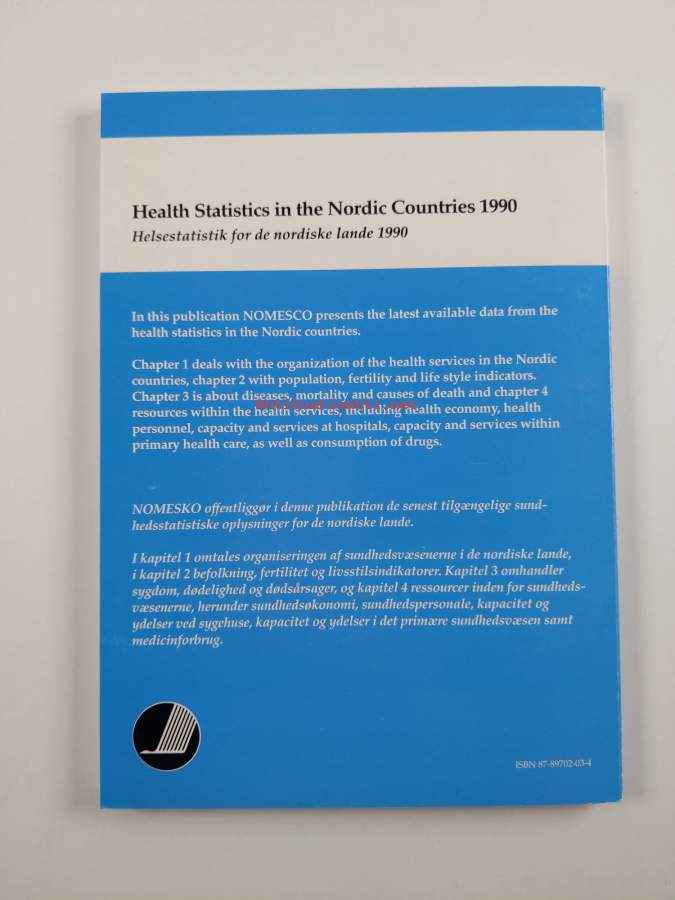 Health Statistics in the Nordic Countries 1990
Helsestatistik for de nordiske lande 1990
In this publication NOMESCO presents the latest available data from the
health statistics in the Nordic countries.
Chapter 1 deals with the organization of the health services in the Nordic
countries, chapter 2 with population, fertility and life style indicators.
Chapter 3 is about diseases, mortality and causes of death and chapter 4
Antikvariaatti.net
resources within the health services, including health economy, health
personnel, capacity and services at hospitals, capacity and services within
primary health care, as well as consumption of drugs.
NOMESKO offentliggør i denne publikation de senest tilgængelige sund-
hedsstatistiske oplysninger for de nordiske lande.
I kapitel 1 omtales organiseringen af sundhedsvæsenerne i de nordiske lande,
i kapitel 2 befolkning, fertilitet og livsstilsindikatorer. Kapitel 3 omhandler
sygdom, dødelighed og dødsårsager, og kapitel 4 ressourcer inden for sundheds-
væsenerne, herunder sundhedsøkonomi, sundhedspersonale, kapacitet og
ydelser ved sygehuse, kapacitet og ydelser i det primære sundhedsvæsen samt
medicinforbrug.
ISBN 87-89702-03-4